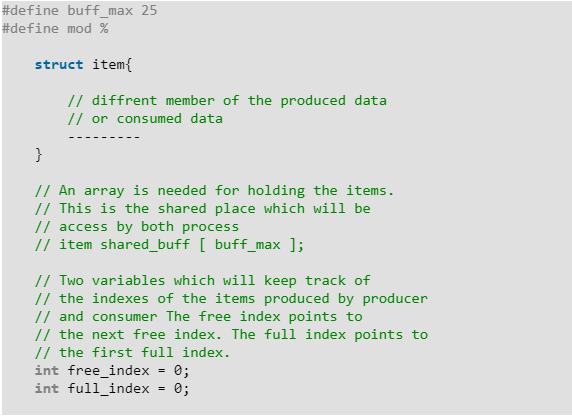 #define buff_max 25
#define mod %
struct item{
// diffrent member of the produced data
// or consumed data
---------
}
// An array is needed for holding the items.
// This is the shared place which will be
// access by both process
// item shared_buff [ buff_max ];
// Two variables which will keep track of
// the indexes of the items produced by producer
// and consumer The free index points to
// the next free index. The full index points to
// the first full index.
int free_index = 0;
int full_index = 0;